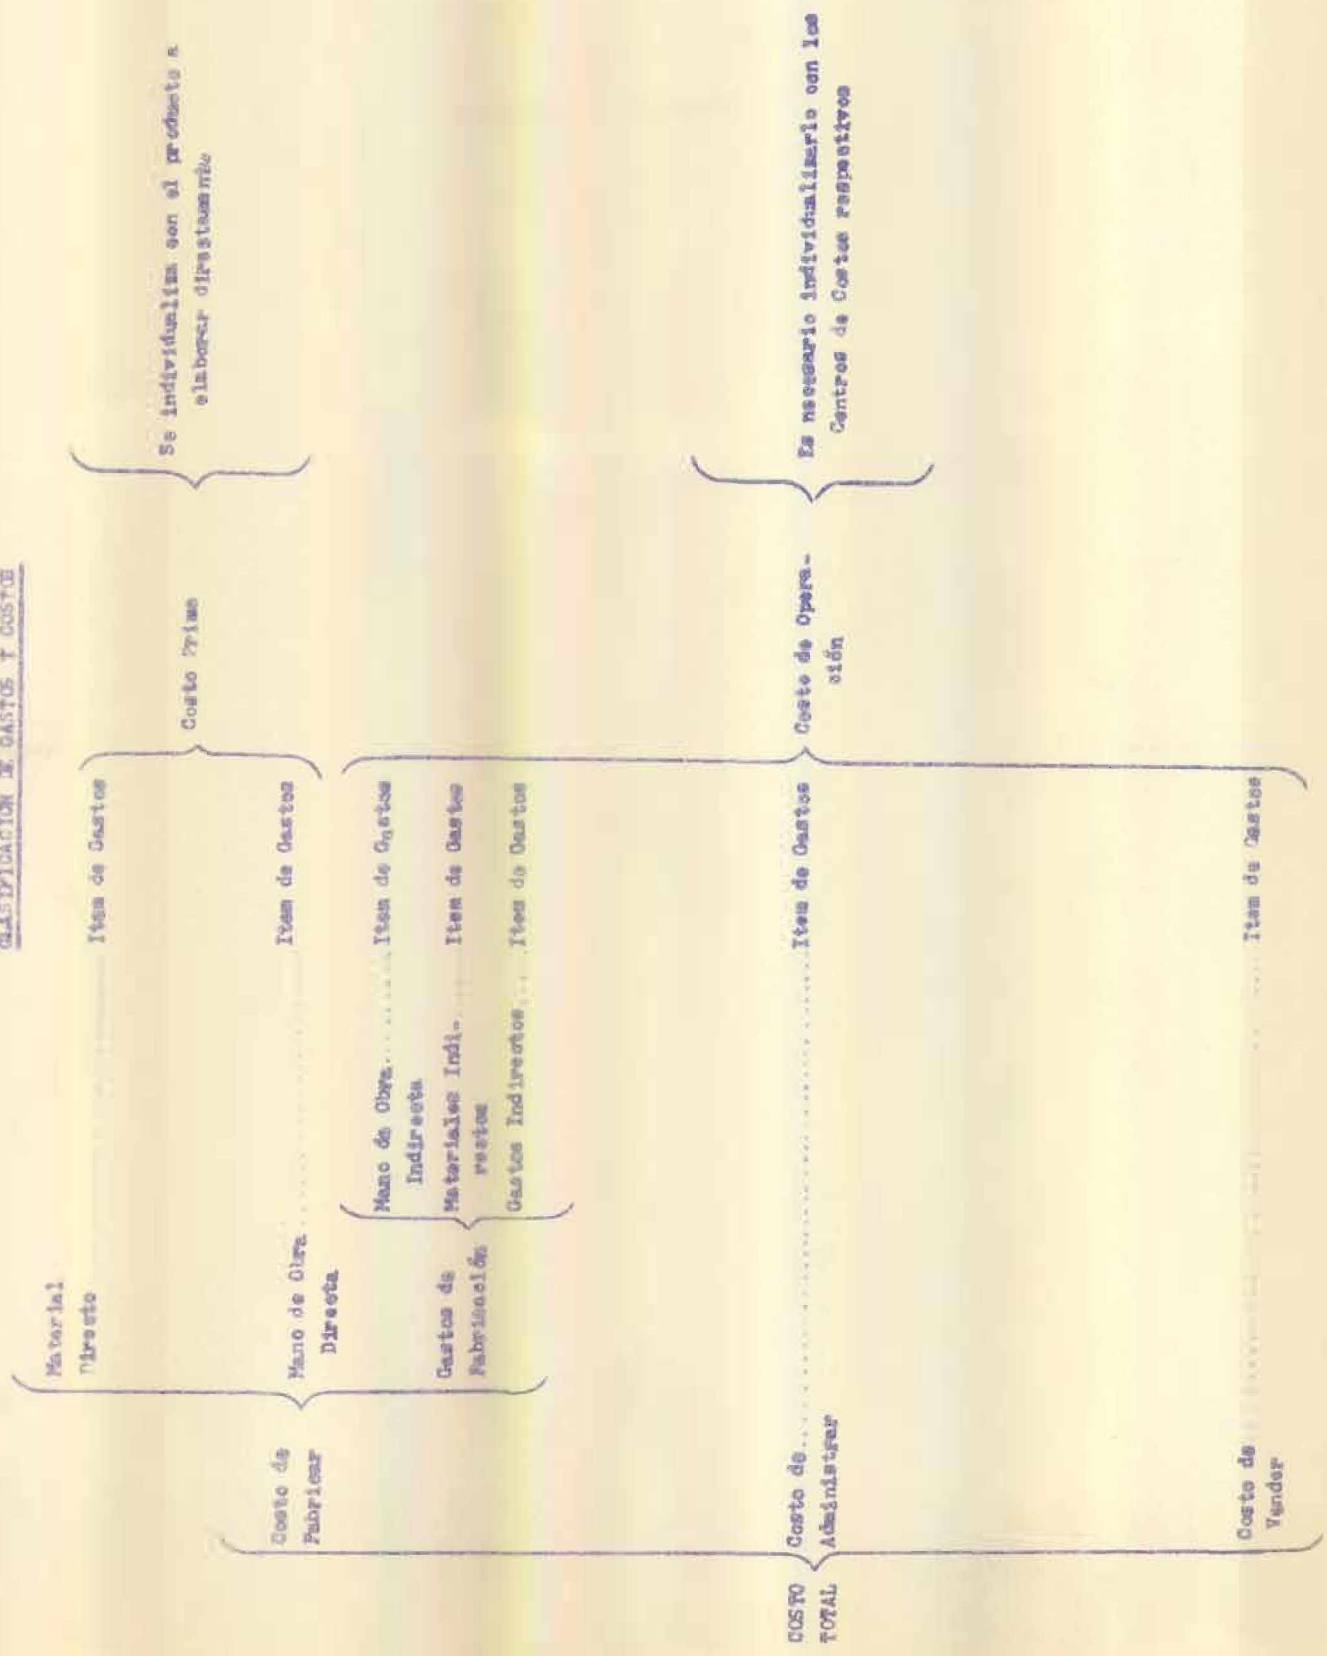 CLASIFICACION DE GASTOS Y COSTOS
Material
Directo
Item de Gastos
Costo Primo
Se individualiza con el producto a
elaborar directamente
Costo de
Fabricar
Mano de Obra
Directa
Item de Gastos
Gastos de
Fabricación
Mano de Obra........Item de Gastos
Indirecta
Materiales Indi-.... Item de Gastos
rectos
Gastos Indirectos.... Item de Gastos
COSTO
TOTAL
Costo de
Administrar
Item de Gastos
Costo de Opera-
ción
Es necesario individualizarlo con los
Centros de Costos respectivos
Costo de
Vender
Item de Gastos